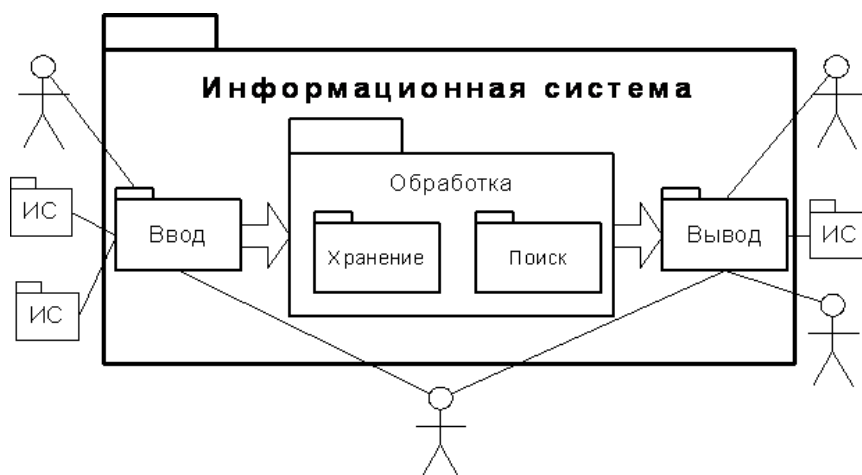 Информационная система
Обработка
ИС
Ввод
Хранение
Поиск
Вывод
ИС
ИС